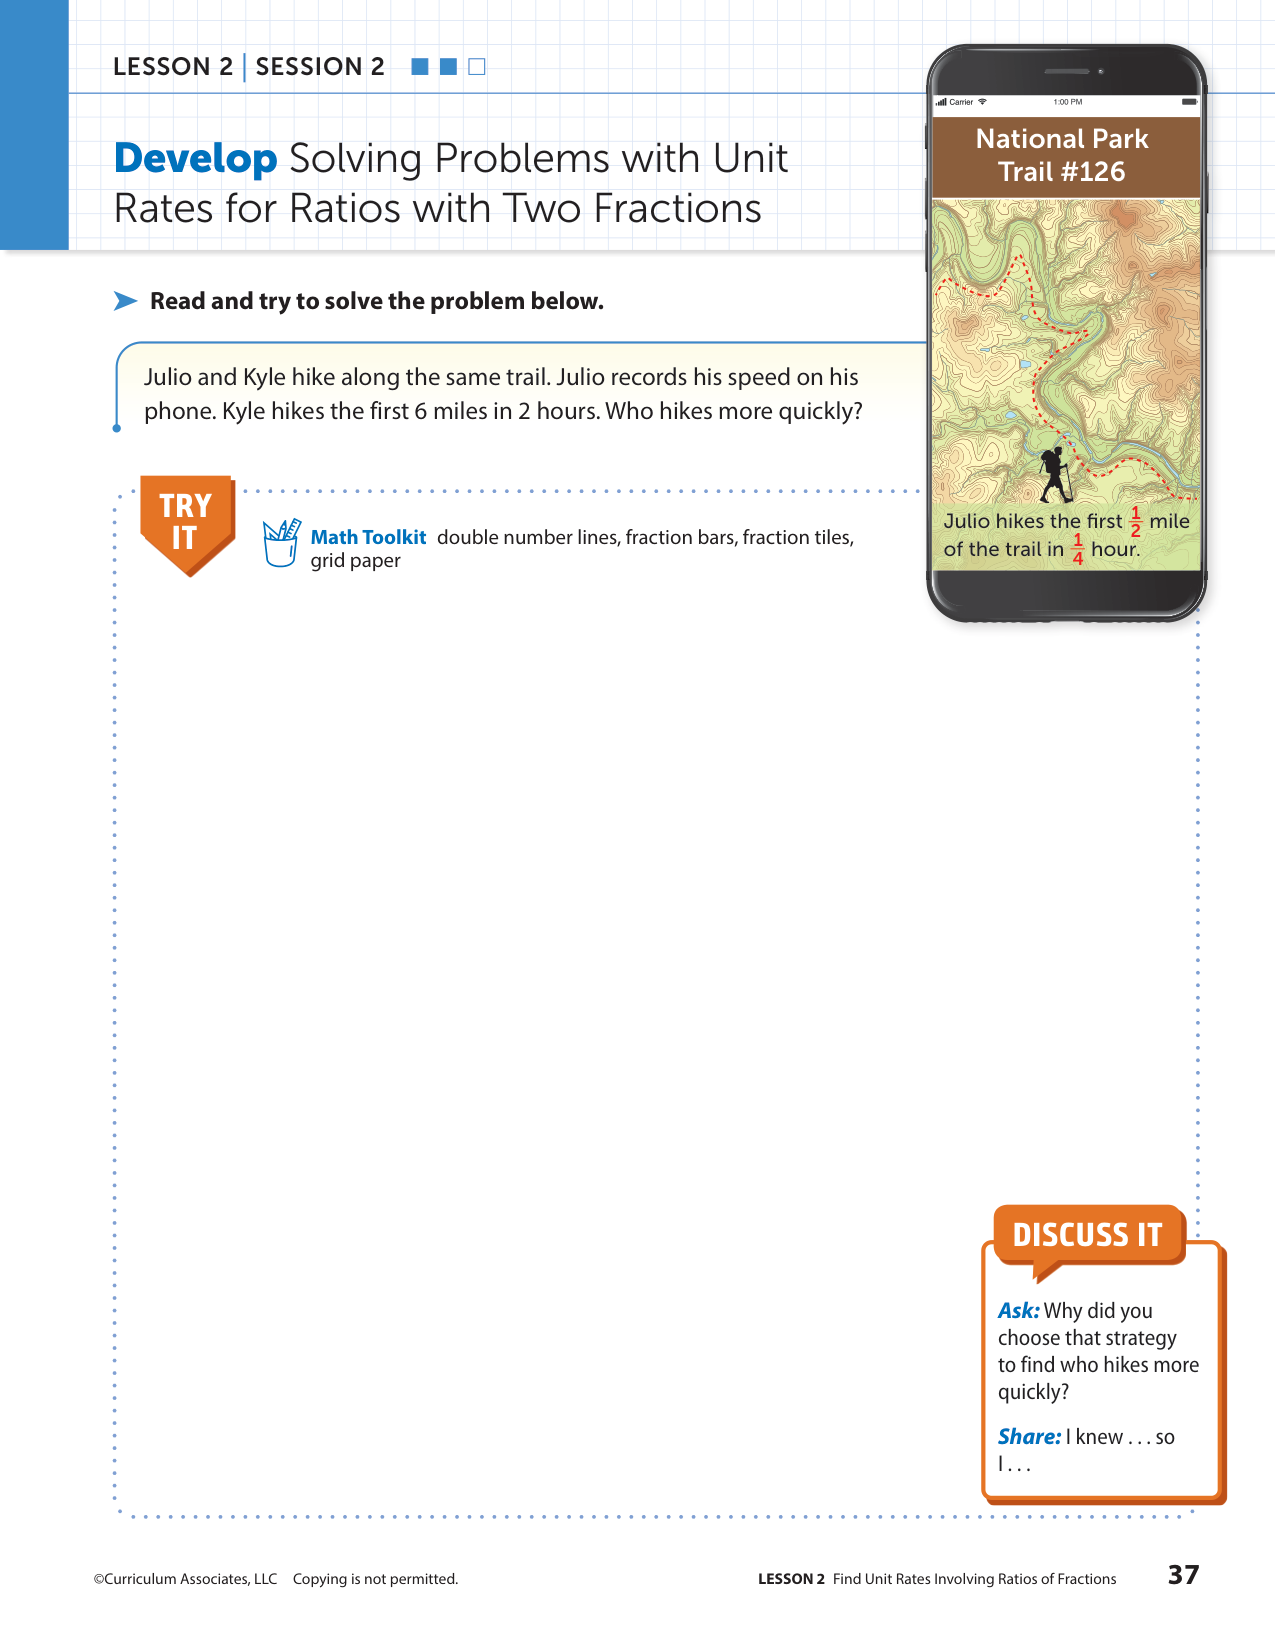 LESSON 2 | SESSION 2
Develop Solving Problems with Unit
Rates for Ratios with Two Fractions
Read and try to solve the problem below.
Julio and Kyle hike along the same trail. Julio records his speed on his
phone. Kyle hikes the first 6 miles in 2 hours. Who hikes more quickly?
Carrier 1:00 PM
National Park
Trail #126
Julio hikes the first 1/2 mile
of the trail in 1/4 hour.
TRY
IT
Math Toolkit double number lines, fraction bars, fraction tiles,
grid paper
DISCUSS IT
Ask: Why did you
choose that strategy
to find who hikes more
quickly?
Share: I knew . . . so
I . . .
©Curriculum Associates, LLC Copying is not permitted.
LESSON 2 Find Unit Rates Involving Ratios of Fractions 37